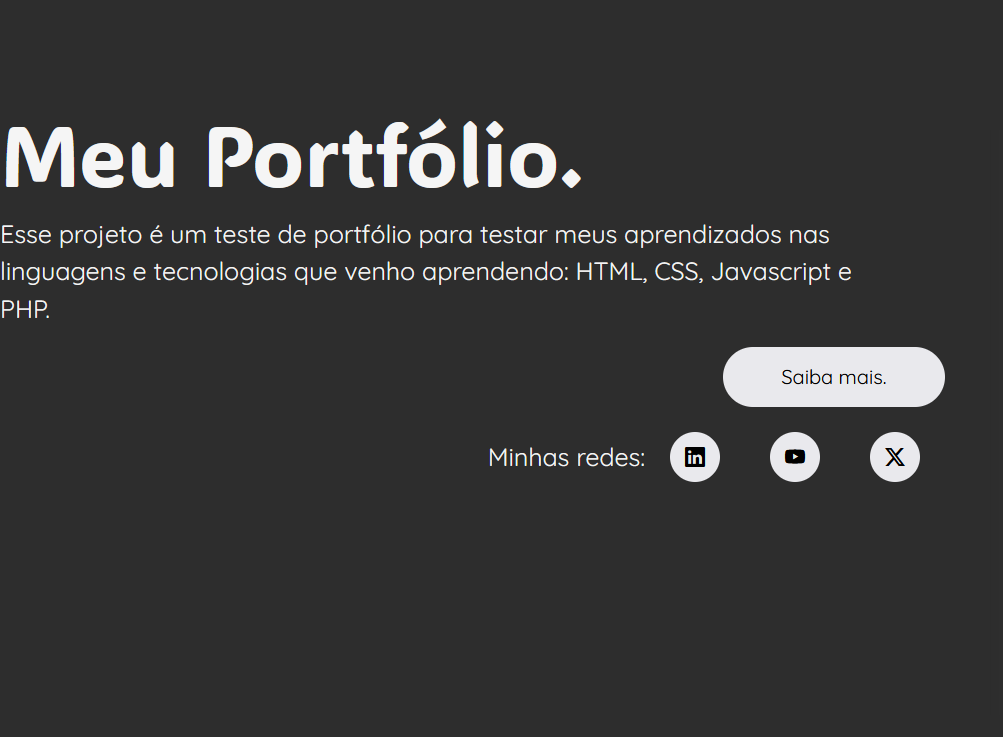 Meu Portfólio.
Esse projeto é um teste de portfólio para testar meus aprendizados nas
linguagens e tecnologias que venho aprendendo: HTML, CSS, Javascript e
PHP.
Saiba mais.
Minhas redes: